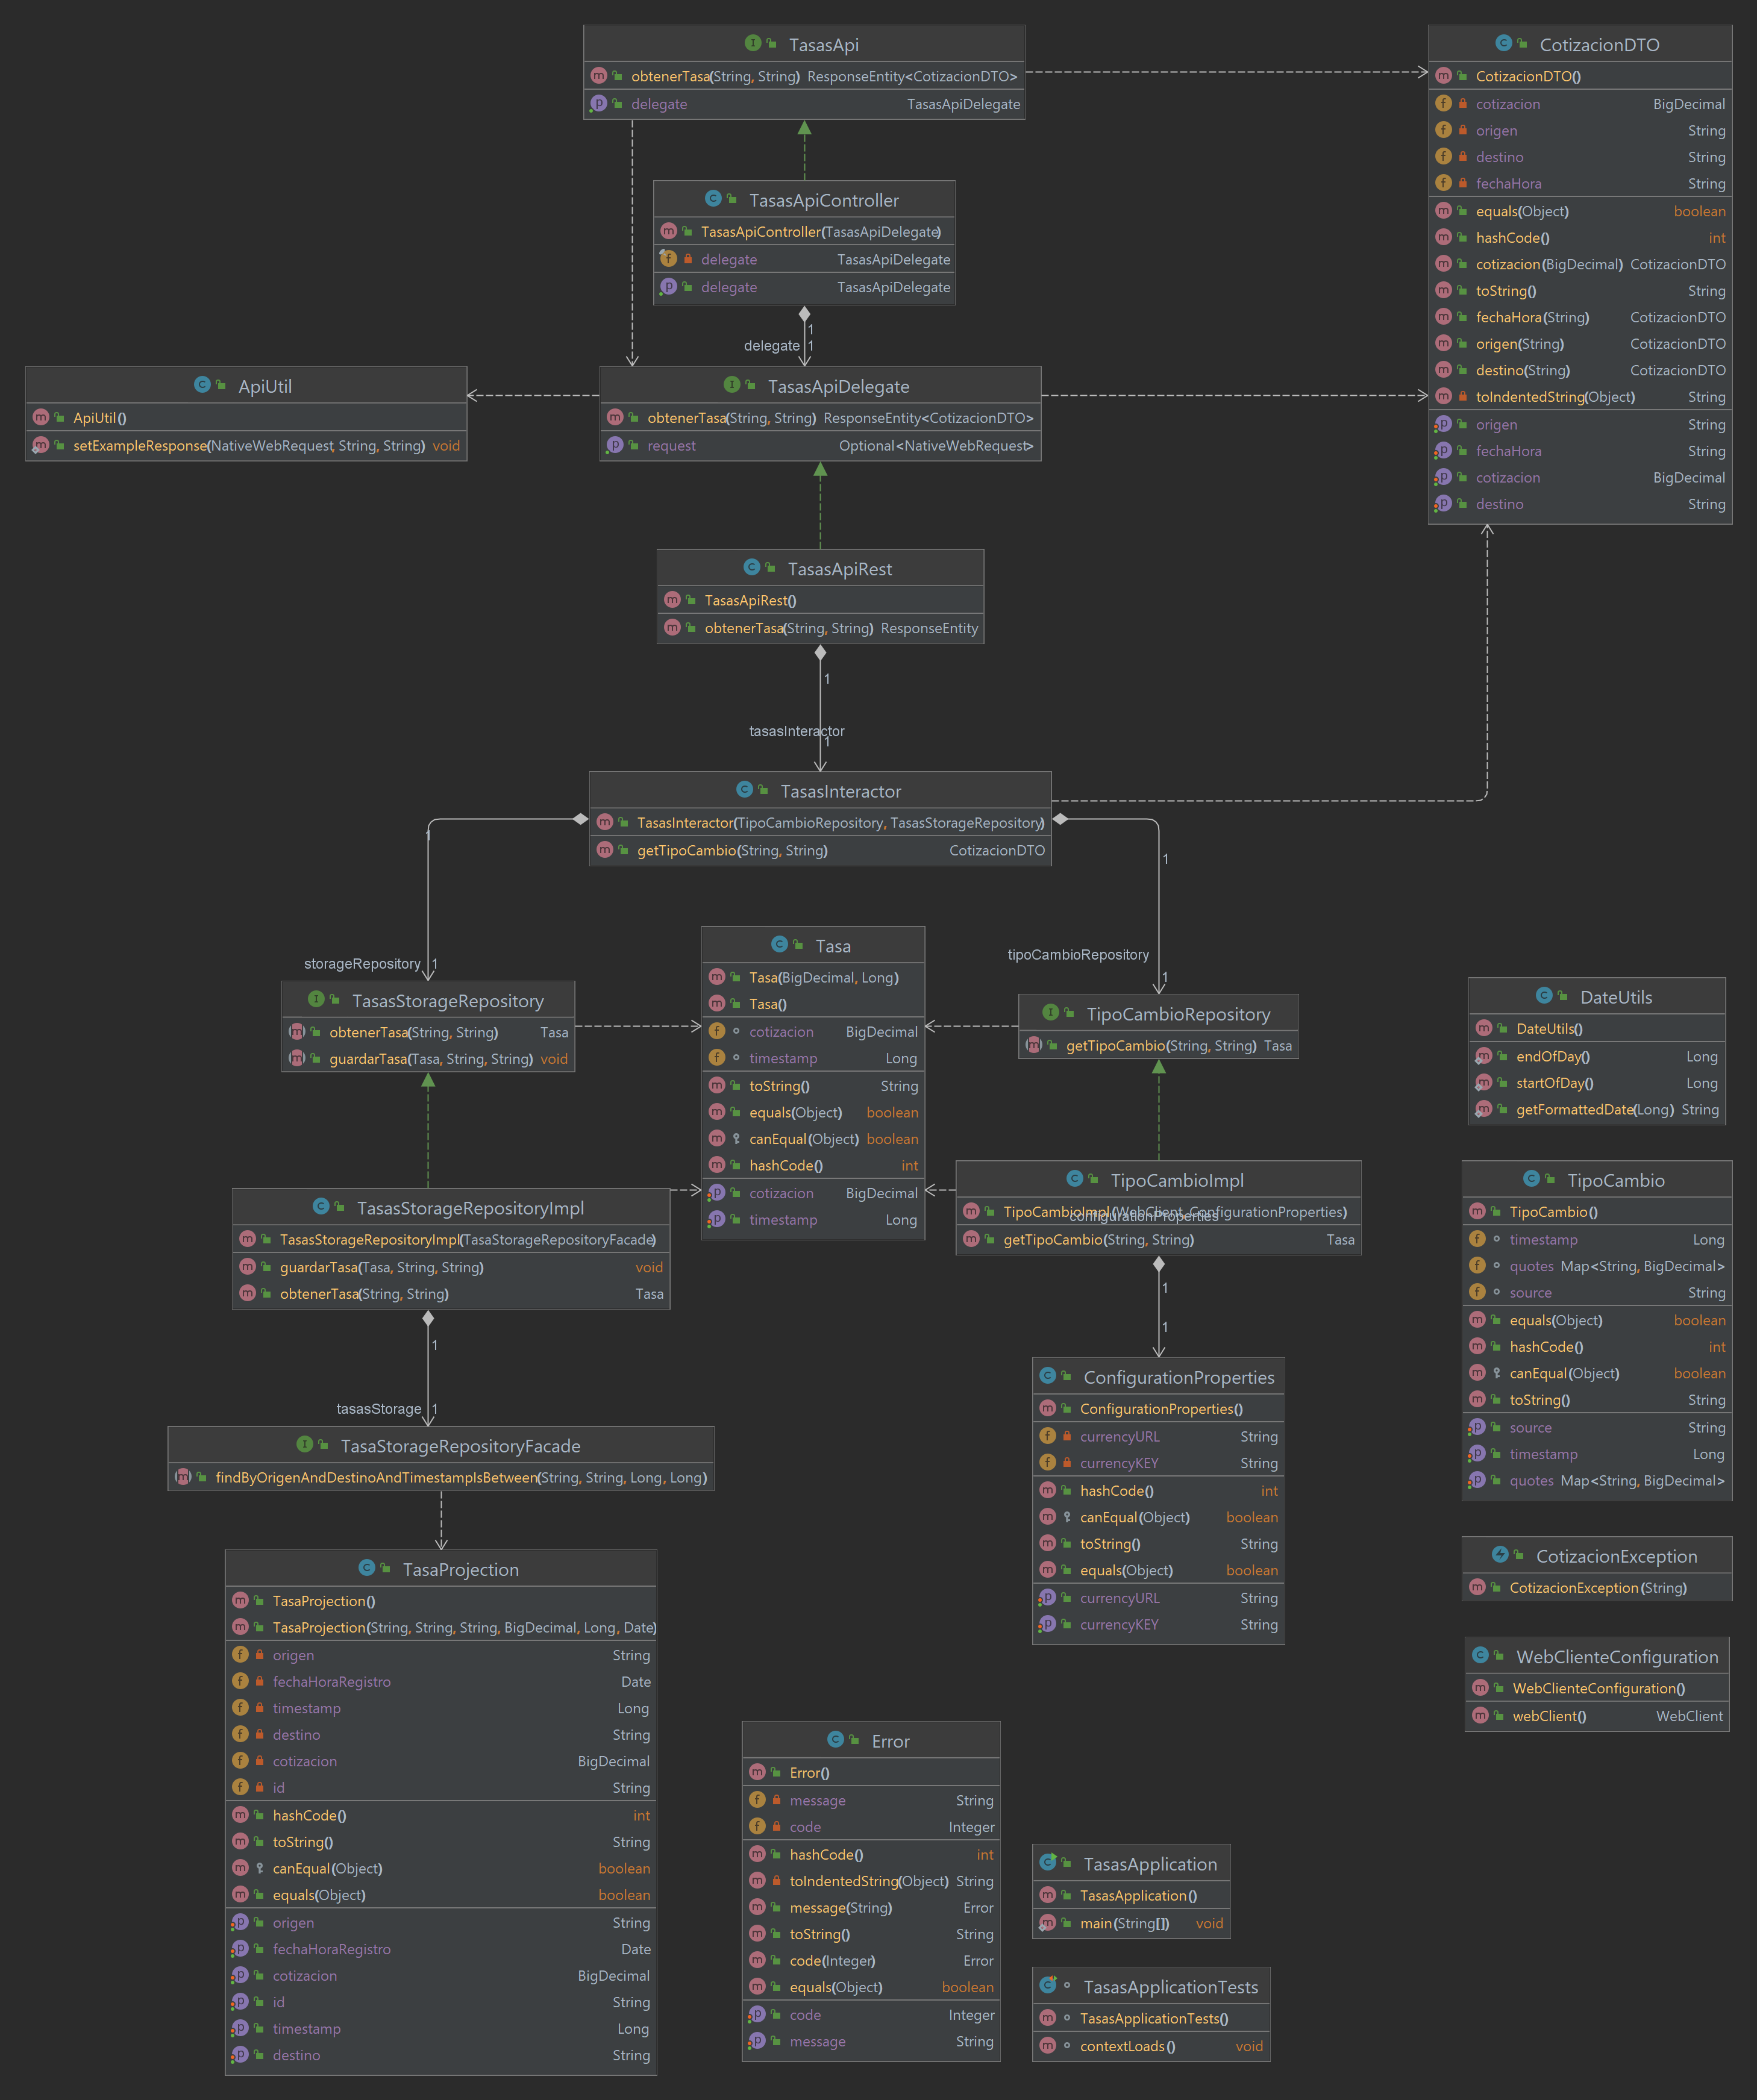 TasasApi
obtenerTasa(String, String) ResponseEntity<CotizacionDTO>
delegate TasasApiDelegate
CotizacionDTO
CotizacionDTO()
cotizacion BigDecimal
origen String
destino String
fechaHora String
equals(Object) boolean
hashCode() int
cotizacion(BigDecimal) CotizacionDTO
toString() String
fechaHora(String) CotizacionDTO
origen(String) CotizacionDTO
destino(String) CotizacionDTO
toIndentedString(Object) String
origen String
fechaHora String
cotizacion BigDecimal
destino String
TasasApiController
TasasApiController(TasasApiDelegate)
delegate TasasApiDelegate
delegate TasasApiDelegate
1
delegate 1
ApiUtil
ApiUtil()
setExampleResponse(NativeWebRequest, String, String) void
TasasApiDelegate
obtenerTasa(String, String) ResponseEntity<CotizacionDTO>
request Optional<NativeWebRequest>
TasasApiRest
TasasApiRest()
obtenerTasa(String, String) ResponseEntity
1
tasasInteractor
1
TasasInteractor
TasasInteractor(TipoCambioRepository, TasasStorageRepository)
getTipoCambio(String, String) CotizacionDTO
1
1
storageRepository 1
tipoCambioRepository
1
TasasStorageRepository
obtenerTasa(String, String) Tasa
guardarTasa(Tasa, String, String) void
Tasa
Tasa(BigDecimal, Long)
Tasa()
cotizacion BigDecimal
timestamp Long
toString() String
equals(Object) boolean
canEqual(Object) boolean
hashCode() int
cotizacion BigDecimal
timestamp Long
TipoCambioRepository
getTipoCambio(String, String) Tasa
DateUtils
DateUtils()
endOfDay() Long
startOfDay() Long
getFormattedDate(Long) String
TasasStorageRepositoryImpl
TasasStorageRepositoryImpl(TasaStorageRepositoryFacade)
guardarTasa(Tasa, String, String) void
obtenerTasa(String, String) Tasa
1
tasasStorage 1
TipoCambioImpl
TipoCambioImpl(WebClient, ConfigurationProperties)
configurationProperties
getTipoCambio(String, String) Tasa
1
1
TipoCambio
TipoCambio()
timestamp Long
quotes Map<String, BigDecimal>
source String
equals(Object) boolean
hashCode() int
canEqual(Object) boolean
toString() String
source String
timestamp Long
quotes Map<String, BigDecimal>
TasaStorageRepositoryFacade
findByOrigenAndDestinoAndTimestampIsBetween(String, String, Long, Long)
ConfigurationProperties
ConfigurationProperties()
currencyURL String
currencyKEY String
hashCode() int
canEqual(Object) boolean
toString() String
equals(Object) boolean
currencyURL String
currencyKEY String
CotizacionException
CotizacionException(String)
WebClienteConfiguration
WebClienteConfiguration()
webClient() WebClient
TasaProjection
TasaProjection()
TasaProjection(String, String, String, BigDecimal, Long, Date)
origen String
fechaHoraRegistro Date
timestamp Long
destino String
cotizacion BigDecimal
id String
hashCode() int
toString() String
canEqual(Object) boolean
equals(Object) boolean
origen String
fechaHoraRegistro Date
cotizacion BigDecimal
id String
timestamp Long
destino String
Error
Error()
message String
code Integer
hashCode() int
toIndentedString(Object) String
message(String) Error
toString() String
code(Integer) Error
equals(Object) boolean
code Integer
message String
TasasApplication
TasasApplication()
main(String[]) void
TasasApplicationTests
TasasApplicationTests()
contextLoads() void